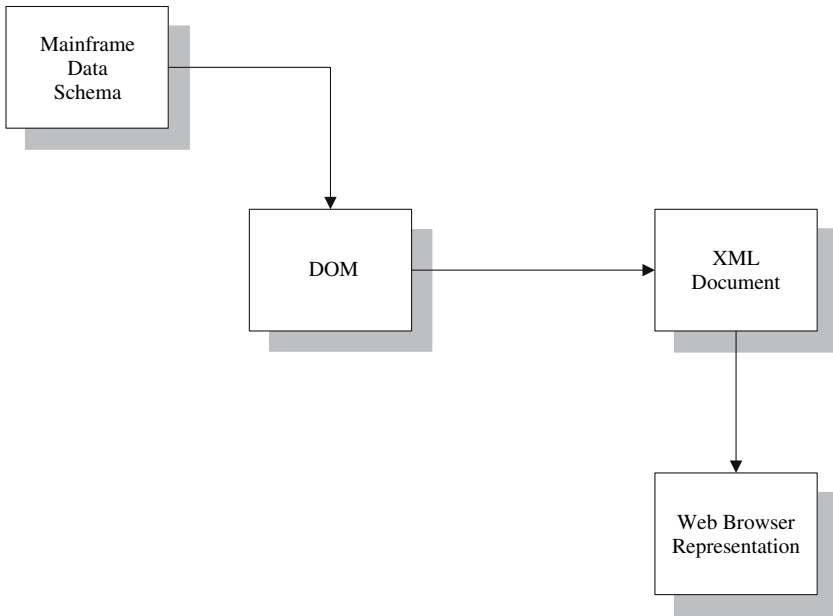 Mainframe
Data
Schema
DOM
XML
Document
Web Browser
Representation